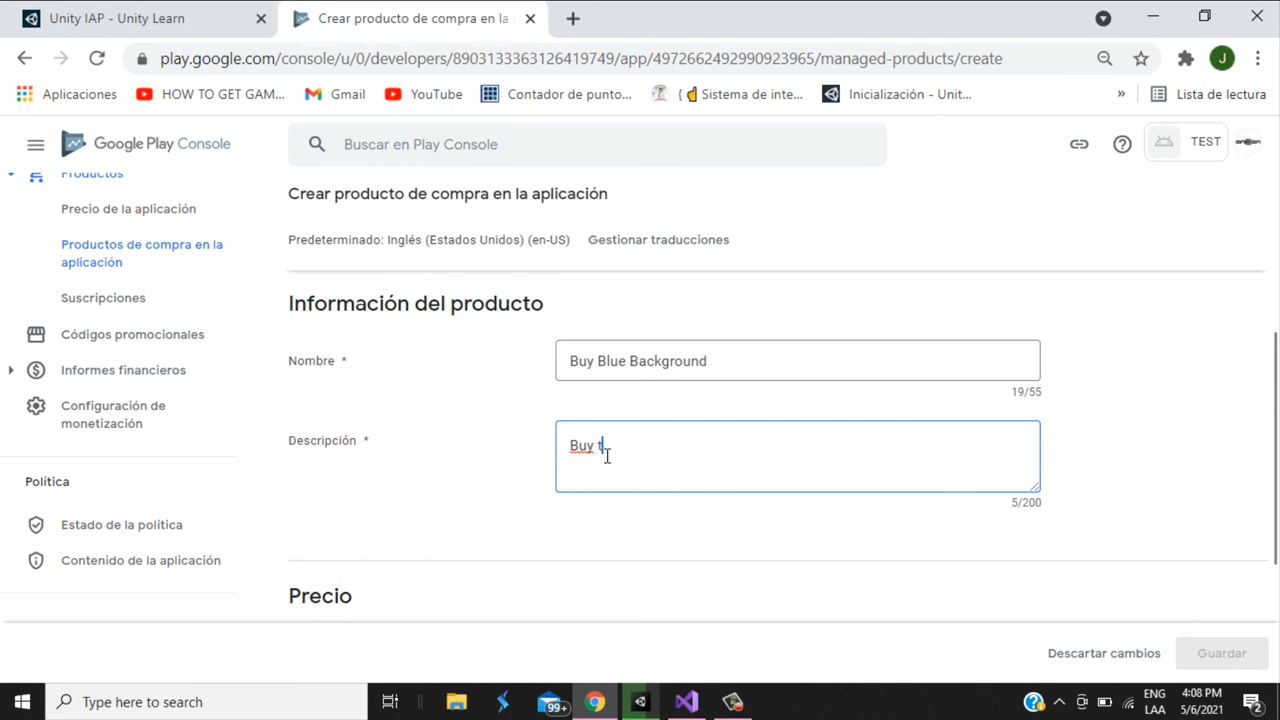 Unity IAP - Unity Learn
Crear producto de compra en la
play.google.com/console/u/0/developers/8903133363126419749/app/4972662492990923965/managed-products/create
J
Aplicaciones
HOW TO GET GAM...
Gmail
YouTube
Contador de punto...
{ Sistema de inte...
Inicialización - Unit...
»
Lista de lectura
Google Play Console
Buscar en Play Console
TEST
Productos
Precio de la aplicación
Productos de compra en la
aplicación
Suscripciones
Códigos promocionales
Informes financieros
Configuración de
monetización
Política
Estado de la política
Contenido de la aplicación
Crear producto de compra en la aplicación
Predeterminado: Inglés (Estados Unidos) (en-US) Gestionar traducciones
Información del producto
Nombre *
Buy Blue Background
19/55
Descripción *
Buy t
5/200
Precio
Descartar cambios
Guardar
Type here to search
99+
ENG
LAA
4:08 PM
5/6/2021
2